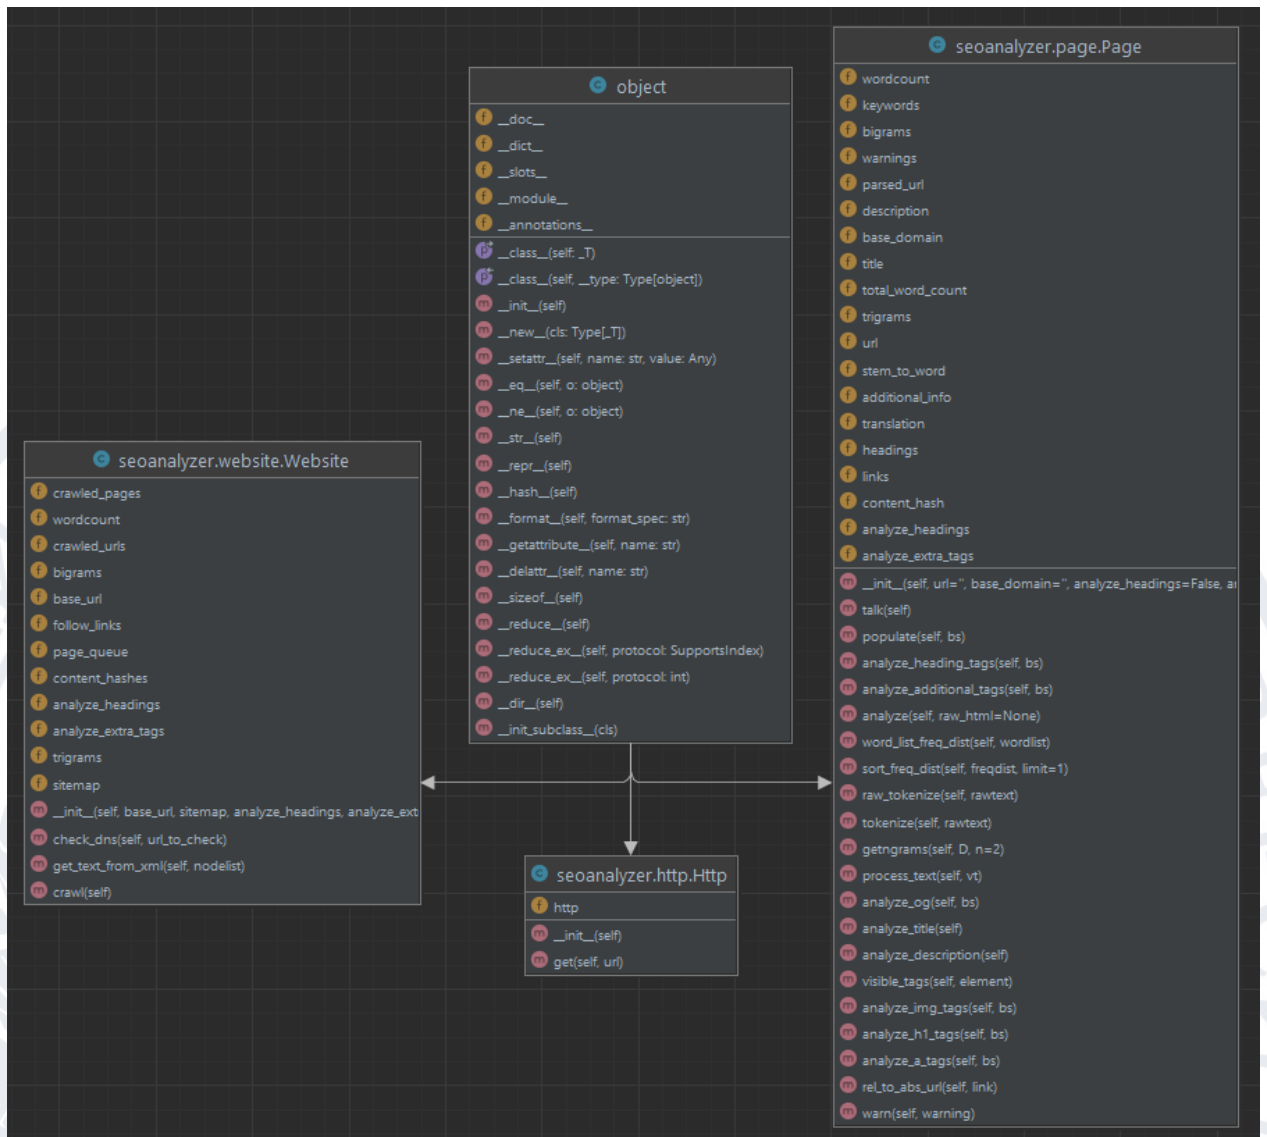 seoanalyzer.website.Website
crawled_pages
wordcount
crawled_urls
bigrams
base_url
follow_links
page_queue
content_hashes
analyze_headings
analyze_extra_tags
trigrams
sitemap
__init__(self, base_url, sitemap, analyze_headings, analyze_ext
check_dns(self, url_to_check)
get_text_from_xml(self, nodelist)
crawl(self)
object
__doc__
__dict__
__slots__
__module__
__annotations__
__class__(self: _T)
__class__(self, __type: Type[object])
__init__(self)
__new__(cls: Type[_T])
__setattr__(self, name: str, value: Any)
__eq__(self, o: object)
__ne__(self, o: object)
__str__(self)
__repr__(self)
__hash__(self)
__format__(self, format_spec: str)
__getattribute__(self, name: str)
__delattr__(self, name: str)
__sizeof__(self)
__reduce__(self)
__reduce_ex__(self, protocol: SupportsIndex)
__reduce_ex__(self, protocol: int)
__dir__(self)
__init_subclass__(cls)
seoanalyzer.http.Http
http
__init__(self)
get(self, url)
seoanalyzer.page.Page
wordcount
keywords
bigrams
warnings
parsed_url
description
base_domain
title
total_word_count
trigrams
url
stem_to_word
additional_info
translation
headings
links
content_hash
analyze_headings
analyze_extra_tags
__init__(self, url='', base_domain='', analyze_headings=False, a
talk(self)
populate(self, bs)
analyze_heading_tags(self, bs)
analyze_additional_tags(self, bs)
analyze(self, raw_html=None)
word_list_freq_dist(self, wordlist)
sort_freq_dist(self, freqdist, limit=1)
raw_tokenize(self, rawtext)
tokenize(self, rawtext)
getngrams(self, D, n=2)
process_text(self, vt)
analyze_og(self, bs)
analyze_title(self)
analyze_description(self)
visible_tags(self, element)
analyze_img_tags(self, bs)
analyze_h1_tags(self, bs)
analyze_a_tags(self, bs)
rel_to_abs_url(self, link)
warn(self, warning)